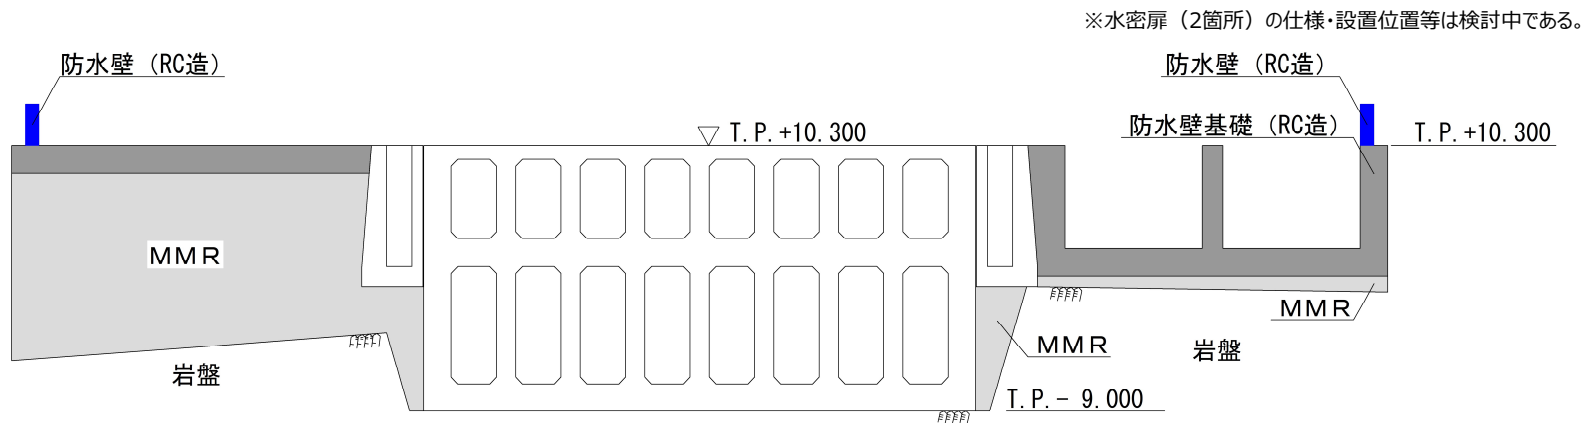 ※水密扉（2箇所）の仕様・設置位置等は検討中である。
防水壁（RC造）
防水壁（RC造）
防水壁基礎（RC造）
T.P.+10.300
T.P.+10.300
MMR
MMR
MMR
岩盤
岩盤
T.P.- 9.000